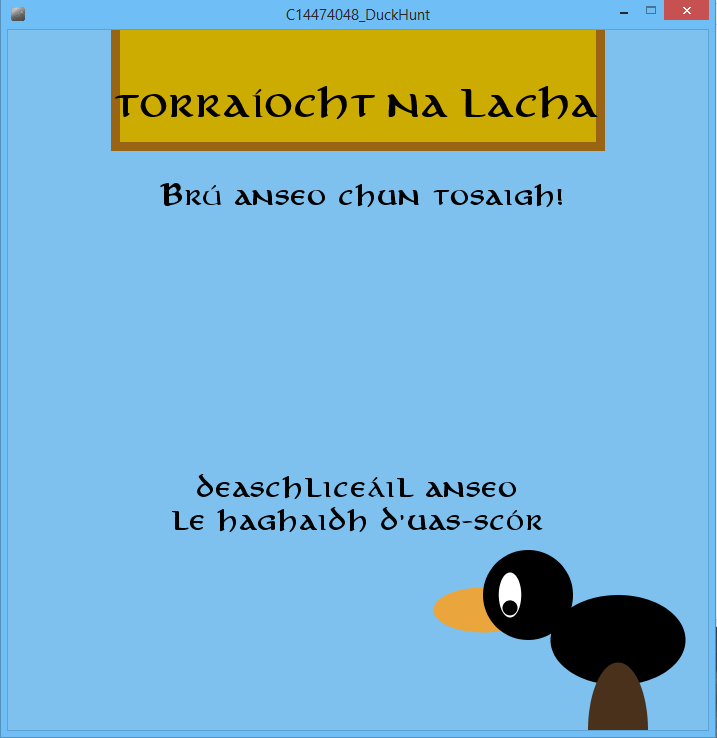 C14474048_DuckHunt
Torraíocht na Lacha
Brú anseo chun tosaigh!
Deaschliceáil anseo
le haghaidh d'uas-scór